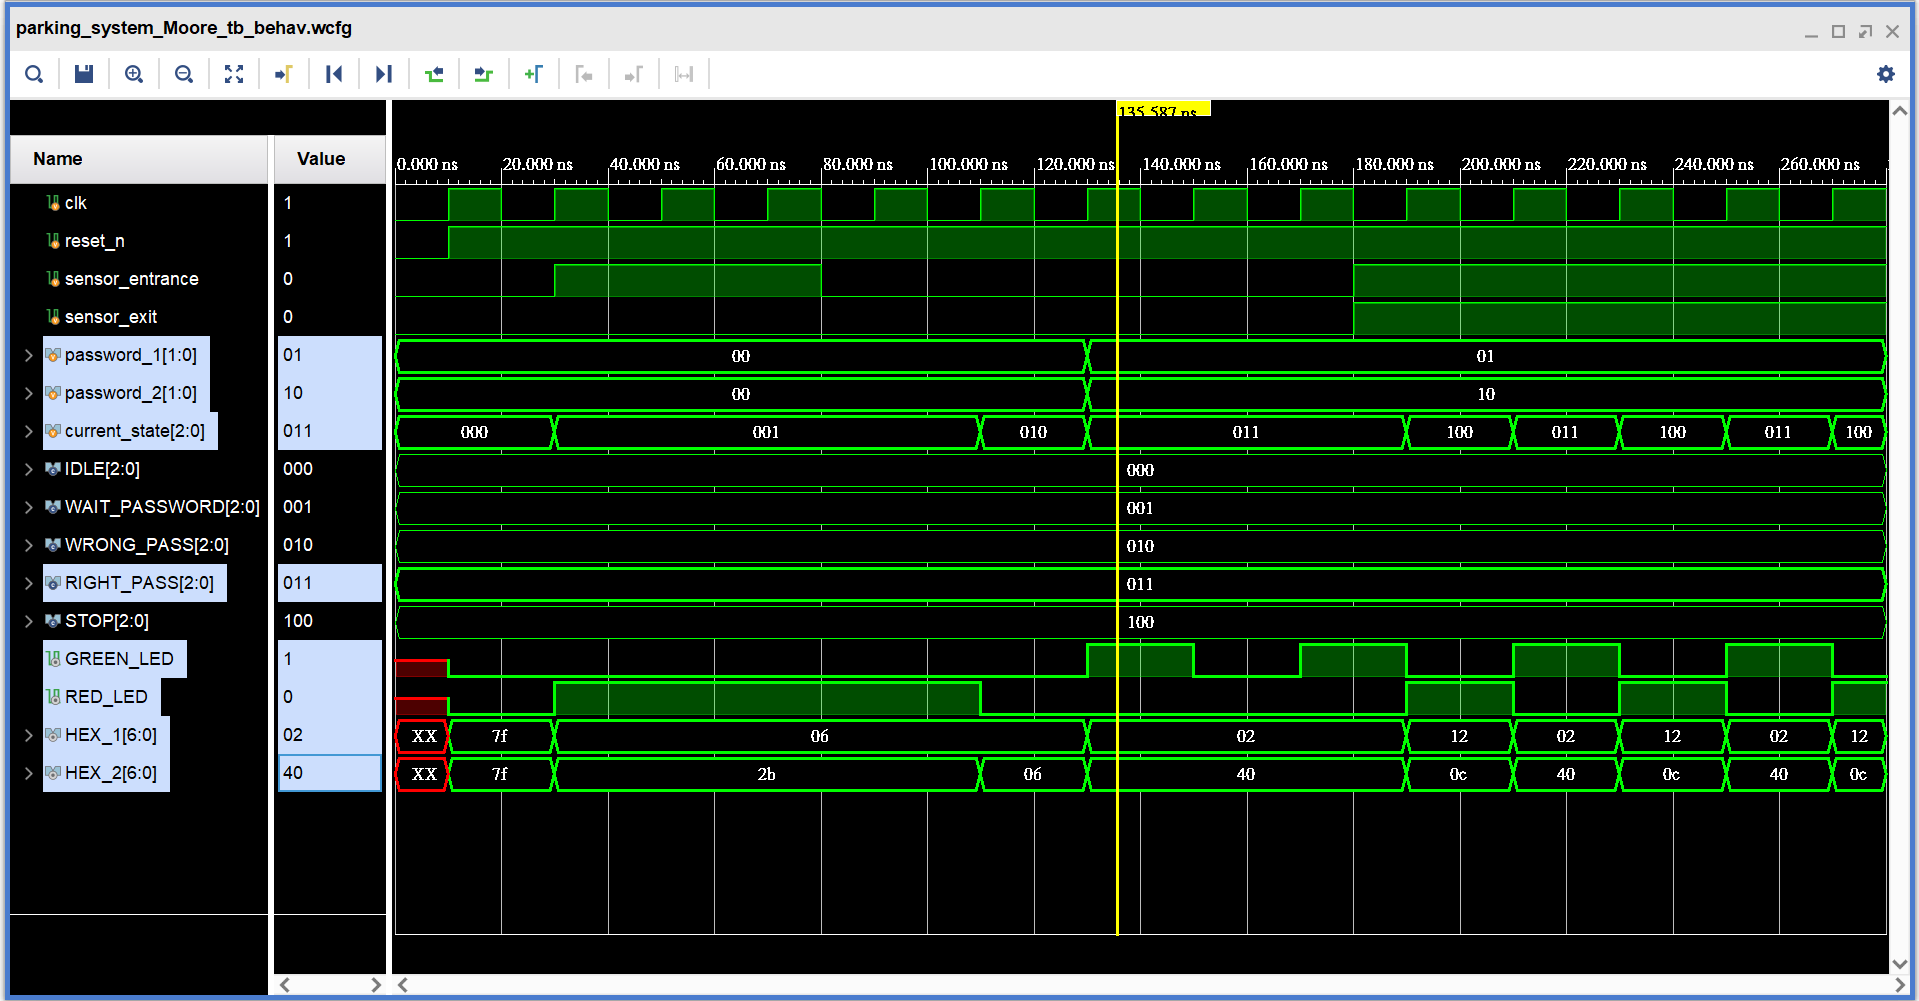 parking_system_Moore_tb_behav.wcfg
135.587 ns
Name Value
0.000 ns 20.000 ns 40.000 ns 60.000 ns 80.000 ns 100.000 ns 120.000 ns 140.000 ns 160.000 ns 180.000 ns 200.000 ns 220.000 ns 240.000 ns 260.000 ns
clk 1
reset_n 1
sensor_entrance 0
sensor_exit 0
password_1[1:0] 01 00 01
password_2[1:0] 10 00 10
current_state[2:0] 011 000 001 010 011 100 011 100 011 100
IDLE[2:0] 000 000
WAIT_PASSWORD[2:0] 001 001
WRONG_PASS[2:0] 010 010
RIGHT_PASS[2:0] 011 011
STOP[2:0] 100 100
GREEN_LED 1
RED_LED 0
HEX_1[6:0] 02 XX 7f 06 02 12 02 12 02 12
HEX_2[6:0] 40 XX 7f 2b 06 40 0c 40 0c 40 0c